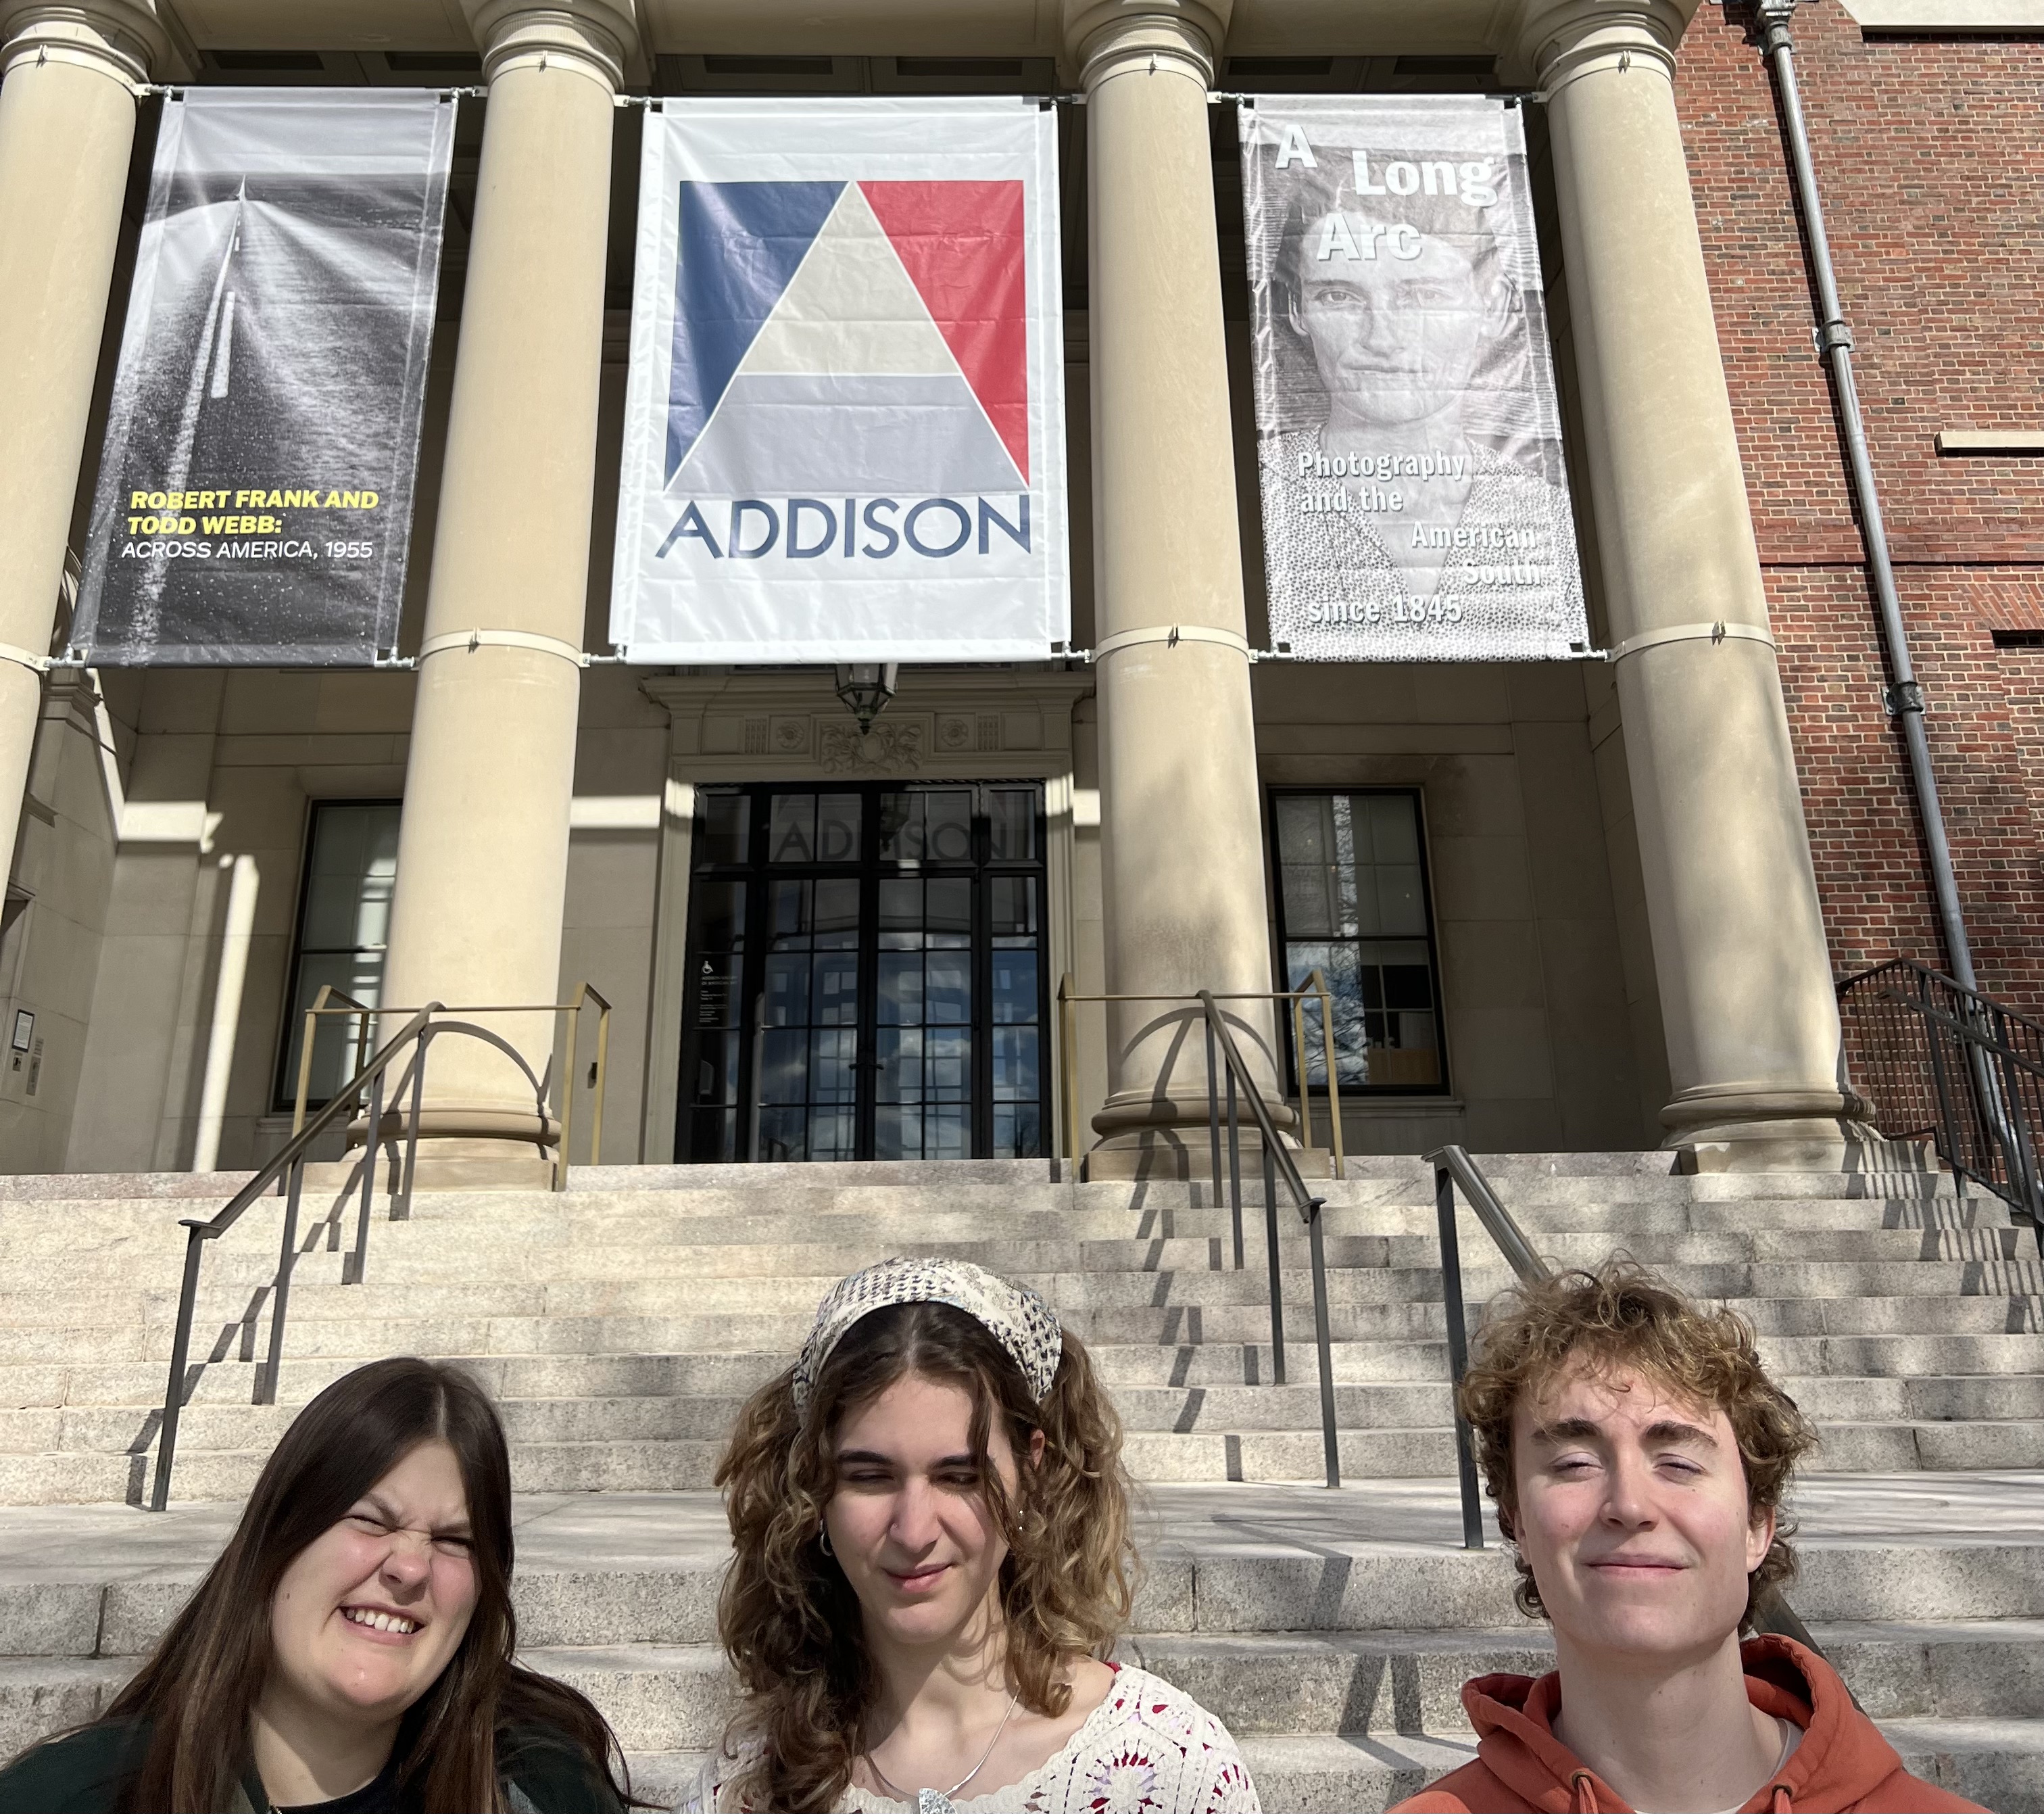 ROBERT FRANK AND
TODD WEBB:
ACROSS AMERICA, 1955
ADDISON
A
Long
Arc
Photography
and the
American
South
since 1845
ADDISON